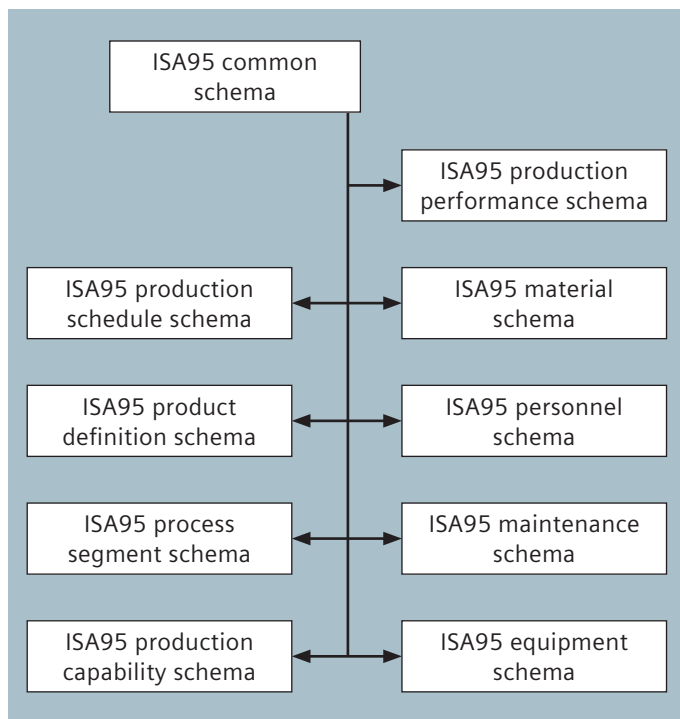 ISA95 common
schema
ISA95 production
performance schema
ISA95 production
schedule schema
ISA95 material
schema
ISA95 product
definition schema
ISA95 personnel
schema
ISA95 process
segment schema
ISA95 maintenance
schema
ISA95 production
capability schema
ISA95 equipment
schema